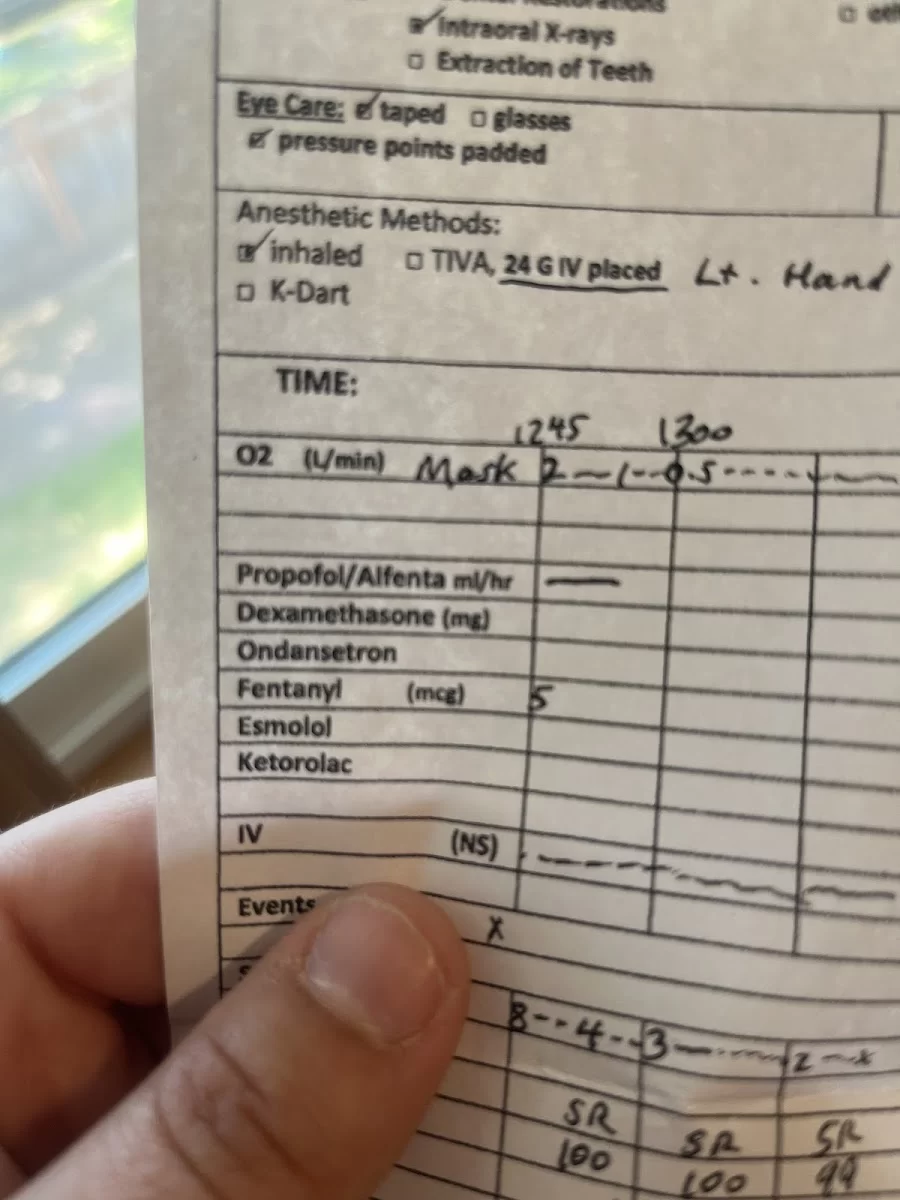 Intraoral X-rays
Extraction of Teeth
Eye Care: taped glasses
pressure points padded
Anesthetic Methods:
inhaled TIVA, 24 G IV placed Lt. Hand
K-Dart
TIME:
1245 1300
O2 (L/min) Mask 2 1 0.5
Propofol/Alfenta ml/hr
Dexamethasone (mg)
Ondansetron
Fentanyl (mcg) 5
Esmolol
Ketorolac
IV (NS)
Events x
8--4--3 2 x
SR SR SR
100 100 99